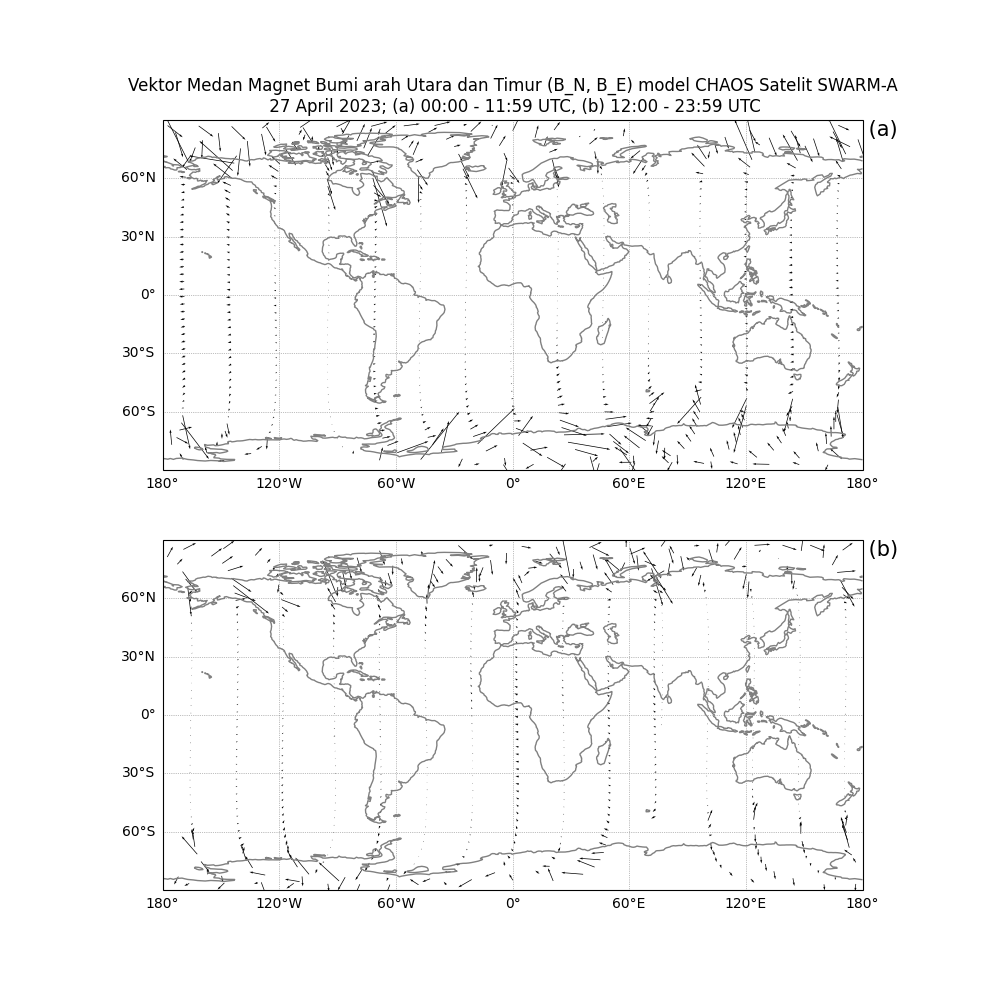 Vektor Medan Magnet Bumi arah Utara dan Timur (B_N, B_E) model CHAOS Satelit SWARM-A
27 April 2023; (a) 00:00 - 11:59 UTC, (b) 12:00 - 23:59 UTC
(a)
60°N
30°N
0°
30°S
60°S
180° 120°W 60°W 0° 60°E 120°E 180°
(b)
60°N
30°N
0°
30°S
60°S
180° 120°W 60°W 0° 60°E 120°E 180°